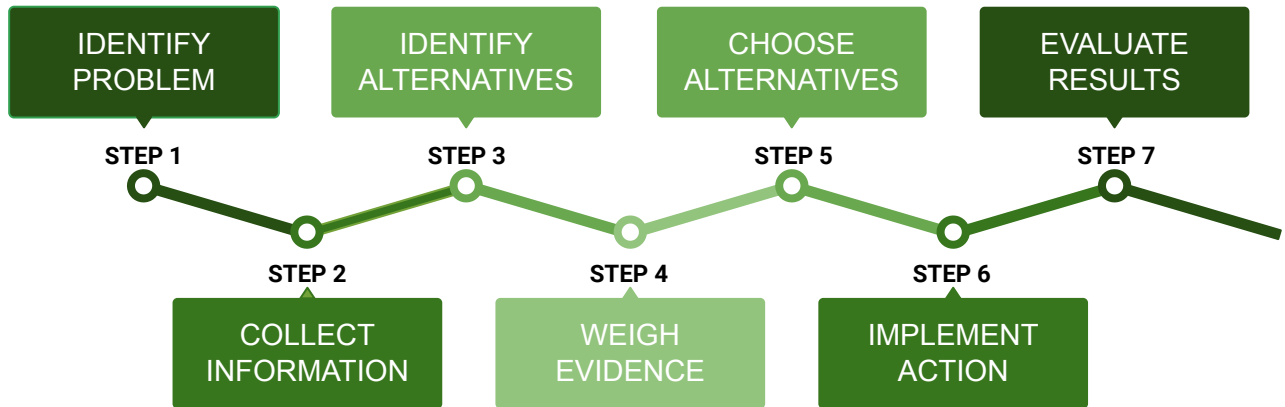 IDENTIFY
PROBLEM
STEP 1
STEP 2
COLLECT
INFORMATION
IDENTIFY
ALTERNATIVES
STEP 3
STEP 4
WEIGH
EVIDENCE
CHOOSE
ALTERNATIVES
STEP 5
STEP 6
IMPLEMENT
ACTION
EVALUATE
RESULTS
STEP 7